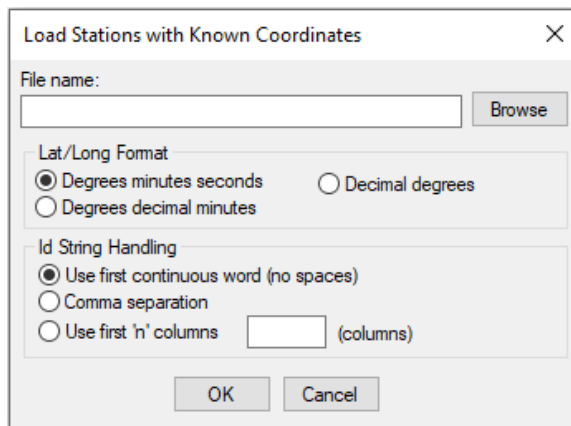 Load Stations with Known Coordinates
File name:
Browse
Lat/Long Format
Degrees minutes seconds
Decimal degrees
Degrees decimal minutes
Id String Handling
Use first continuous word (no spaces)
Comma separation
Use first 'n' columns
(columns)
OK
Cancel